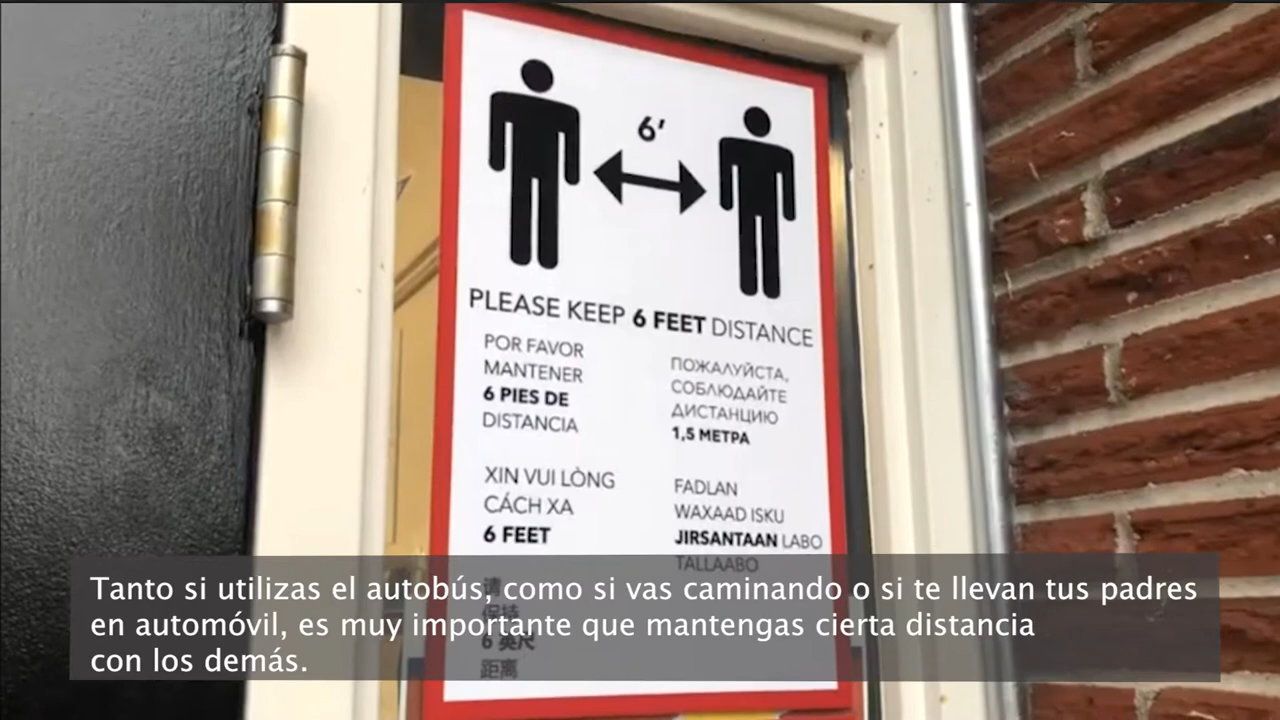 6'
PLEASE KEEP 6 FEET DISTANCE
POR FAVOR
MANTENER
6 PIES DE
DISTANCIA
ПОЖАЛУЙСТА,
СОБЛЮДАЙТЕ
ДИСТАНЦИЮ
1,5 МЕТРА
XIN VUI LÒNG
CÁCH XA
6 FEET
FADLAN
WAXAAD ISKU
JIRSANTAAN LABO
TALLAABO
请
保持
6 英尺
距离
Tanto si utilizas el autobús, como si vas caminando o si te llevan tus padres
en automóvil, es muy importante que mantengas cierta distancia
con los demás.